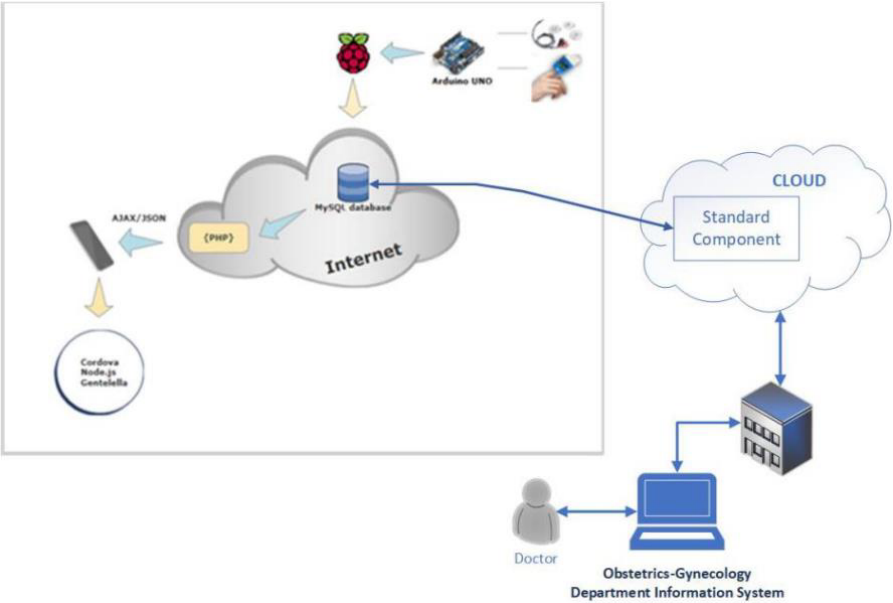 Arduino UNO
MySQL database
AJAX/JSON
{PHP}
Internet
Cordova
Node.js
Gentelella
CLOUD
Standard
Component
Doctor
Obstetrics-Gynecology
Department Information System